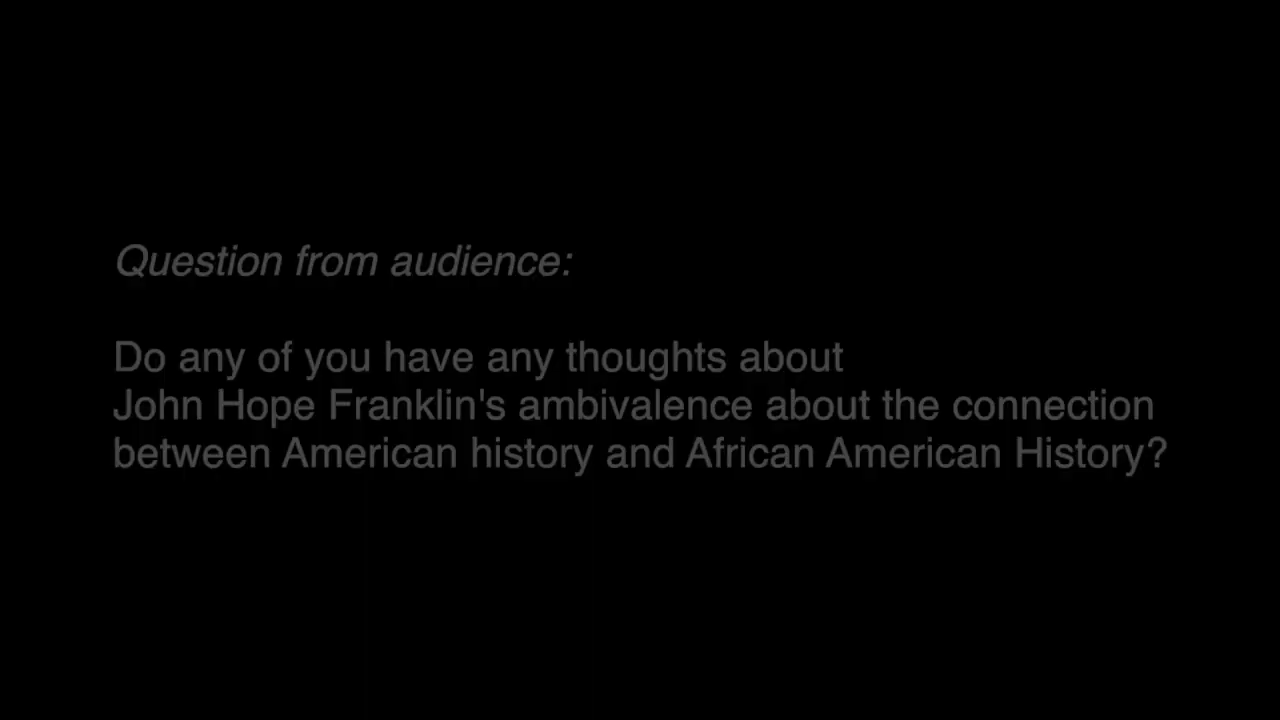 Question from audience:
Do any of you have any thoughts about
John Hope Franklin's ambivalence about the connection
between American history and African American History?